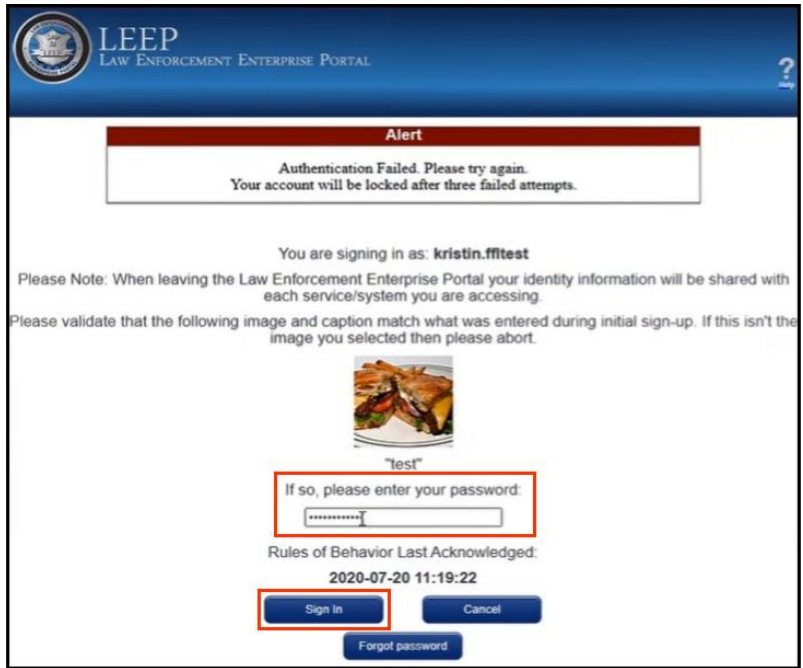 LEEP
LAW ENFORCEMENT ENTERPRISE PORTAL
?
Help
Alert
Authentication Failed. Please try again.
Your account will be locked after three failed attempts.
You are signing in as: kristin.ffltest
Please Note: When leaving the Law Enforcement Enterprise Portal your identity information will be shared with
each service/system you are accessing.
Please validate that the following image and caption match what was entered during initial sign-up. If this isn't the
image you selected then please abort.
"test"
If so, please enter your password:
Rules of Behavior Last Acknowledged:
2020-07-20 11:19:22
Sign In
Cancel
Forgot password